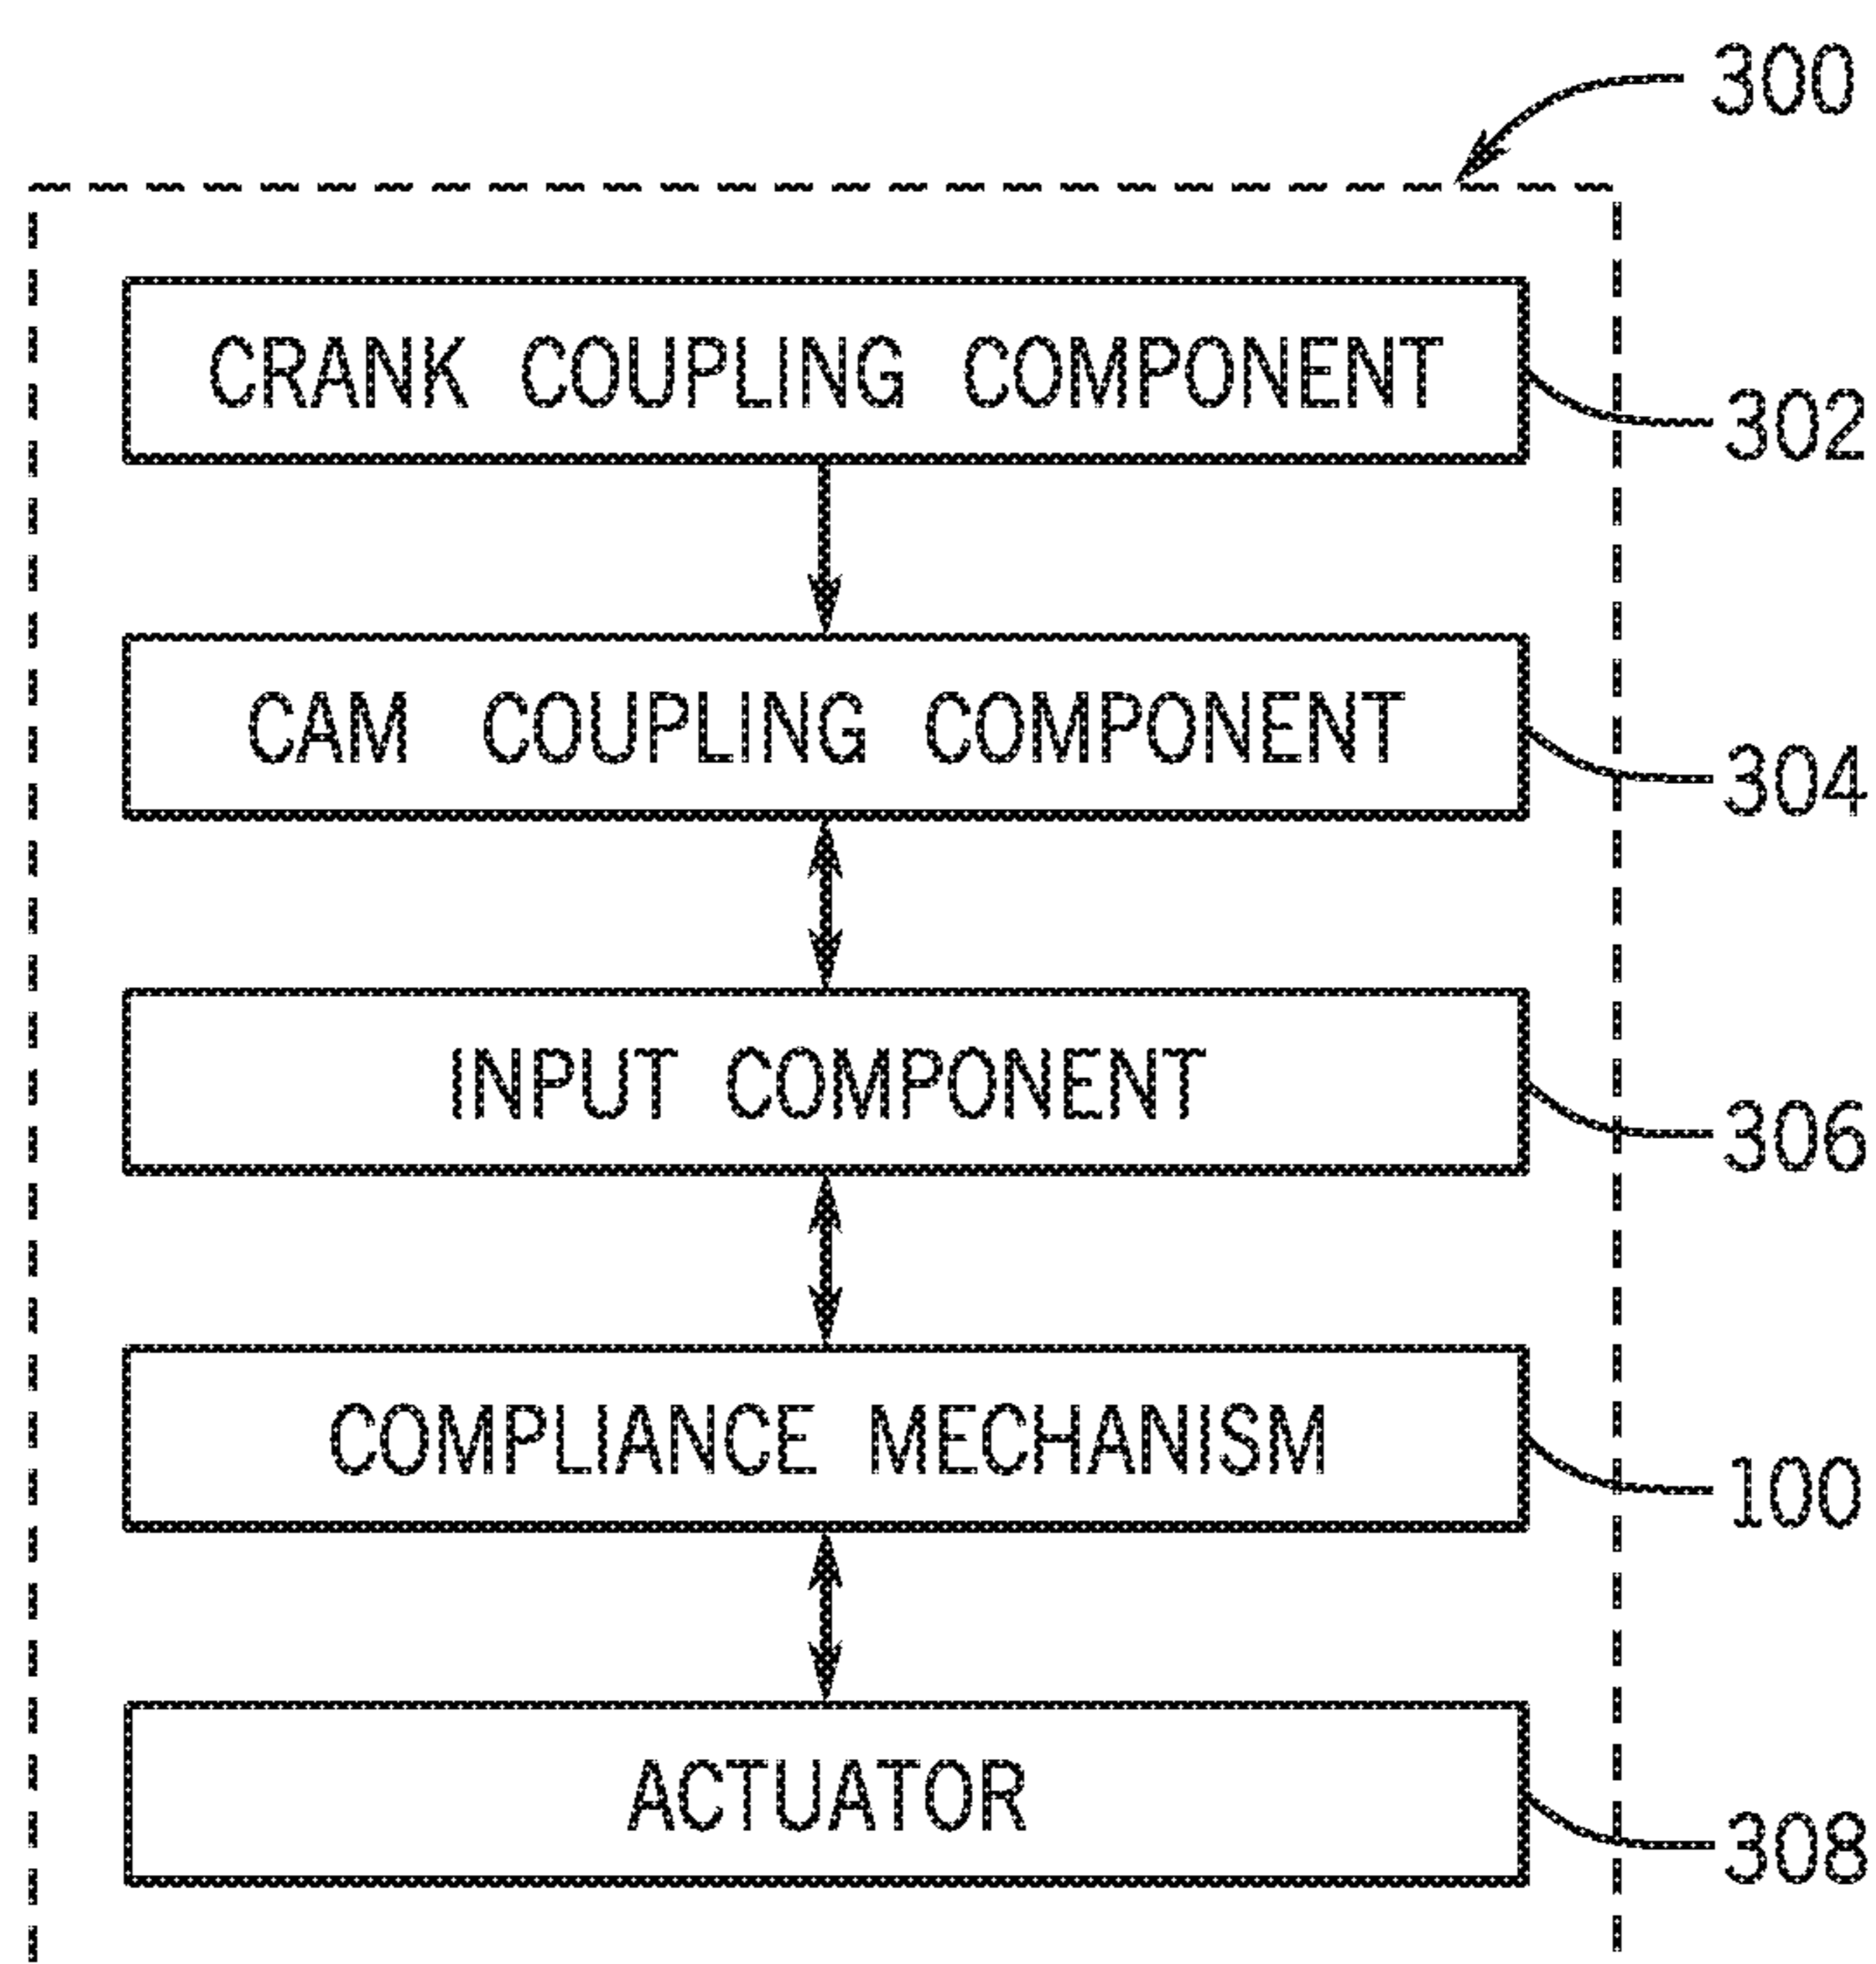 300
CRANK COUPLING COMPONENT
302
CAM COUPLING COMPONENT
304
INPUT COMPONENT
306
COMPLIANCE MECHANISM
100
ACTUATOR
308